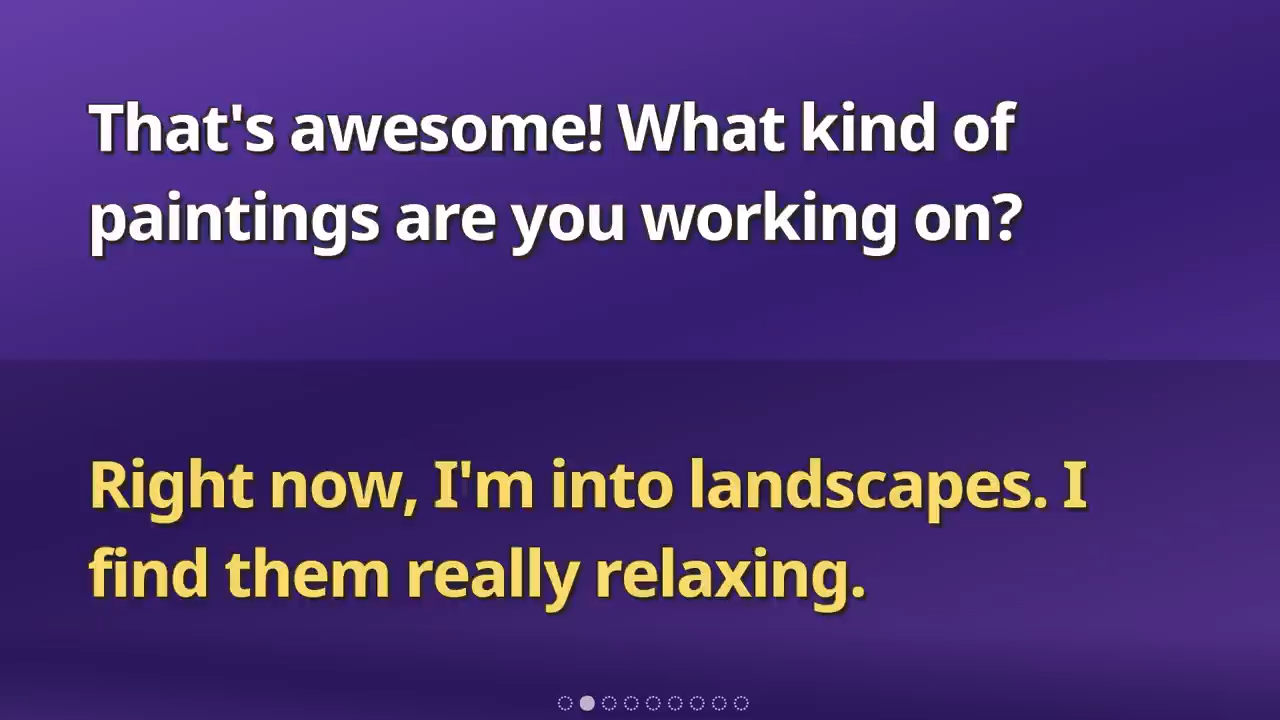 That's awesome! What kind of
paintings are you working on?
Right now, I'm into landscapes. I
find them really relaxing.